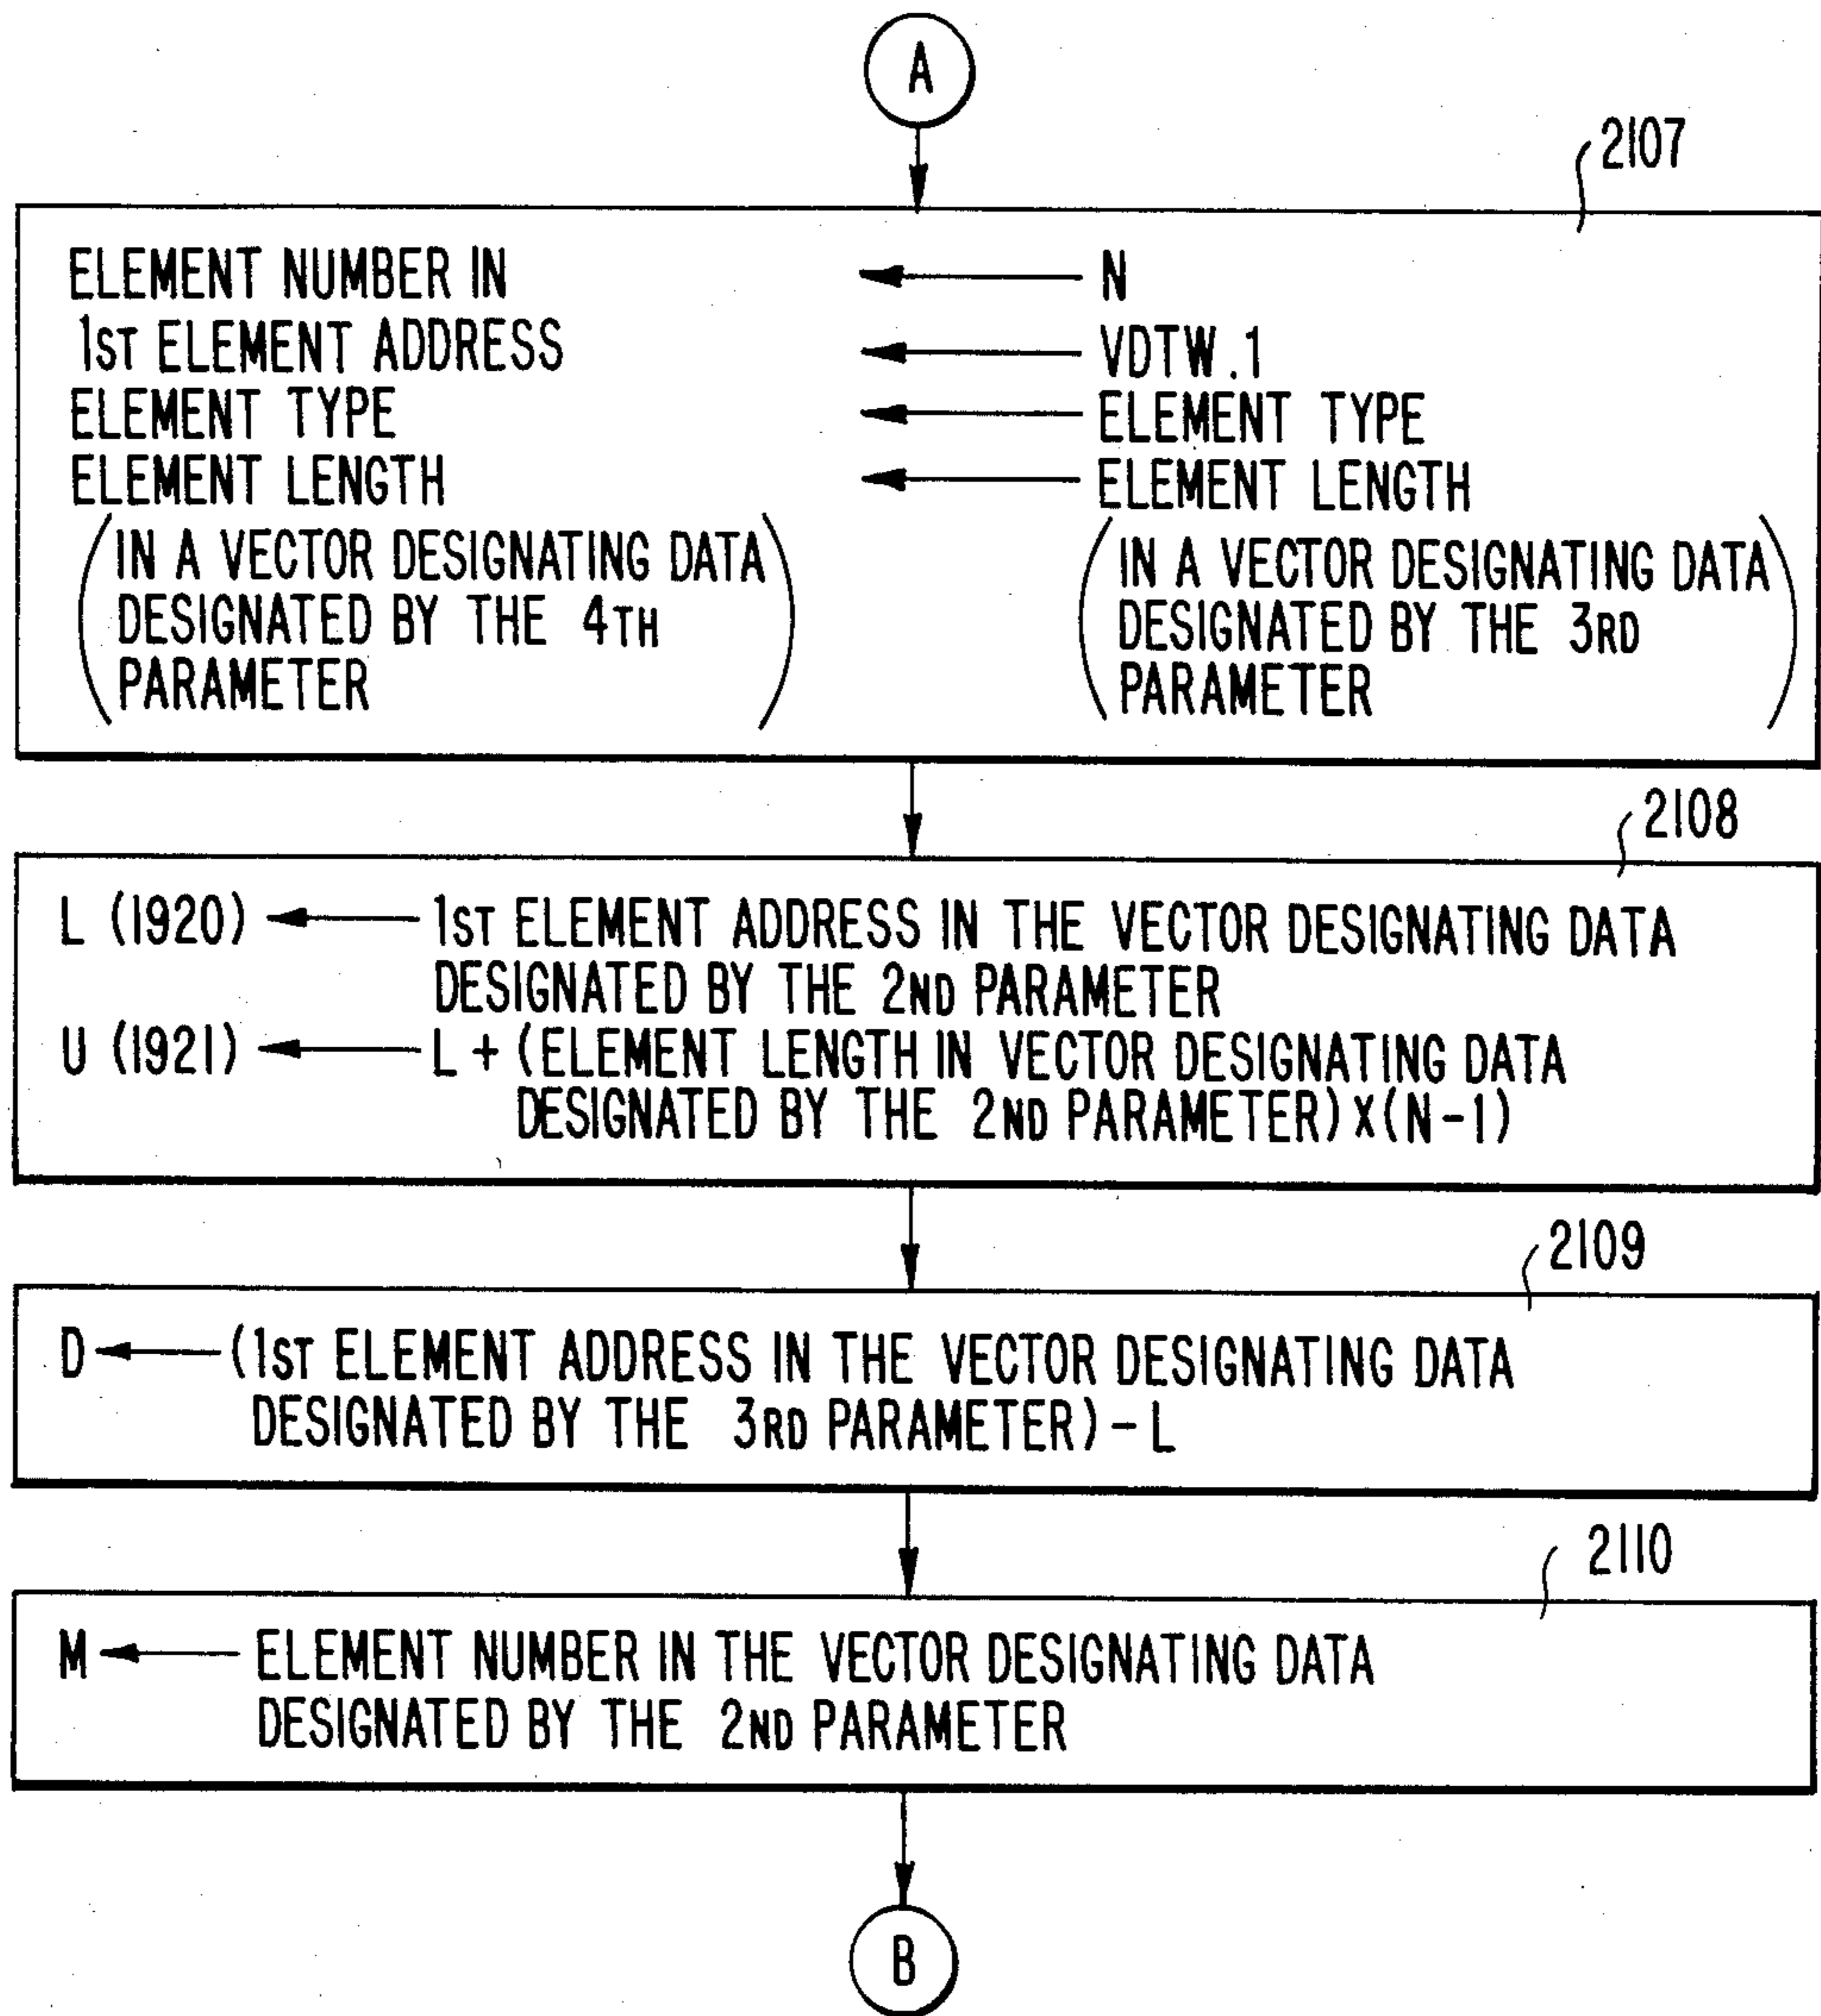 A
2107
ELEMENT NUMBER IN ← N
1ST ELEMENT ADDRESS ← VDTW.1
ELEMENT TYPE ← ELEMENT TYPE
ELEMENT LENGTH ← ELEMENT LENGTH
(IN A VECTOR DESIGNATING DATA
DESIGNATED BY THE 4TH
PARAMETER)
(IN A VECTOR DESIGNATING DATA
DESIGNATED BY THE 3RD
PARAMETER)
2108
L (1920) ← 1ST ELEMENT ADDRESS IN THE VECTOR DESIGNATING DATA
DESIGNATED BY THE 2ND PARAMETER
U (1921) ← L + (ELEMENT LENGTH IN VECTOR DESIGNATING DATA
DESIGNATED BY THE 2ND PARAMETER) X (N-1)
2109
D ← (1ST ELEMENT ADDRESS IN THE VECTOR DESIGNATING DATA
DESIGNATED BY THE 3RD PARAMETER) - L
2110
M ← ELEMENT NUMBER IN THE VECTOR DESIGNATING DATA
DESIGNATED BY THE 2ND PARAMETER
B